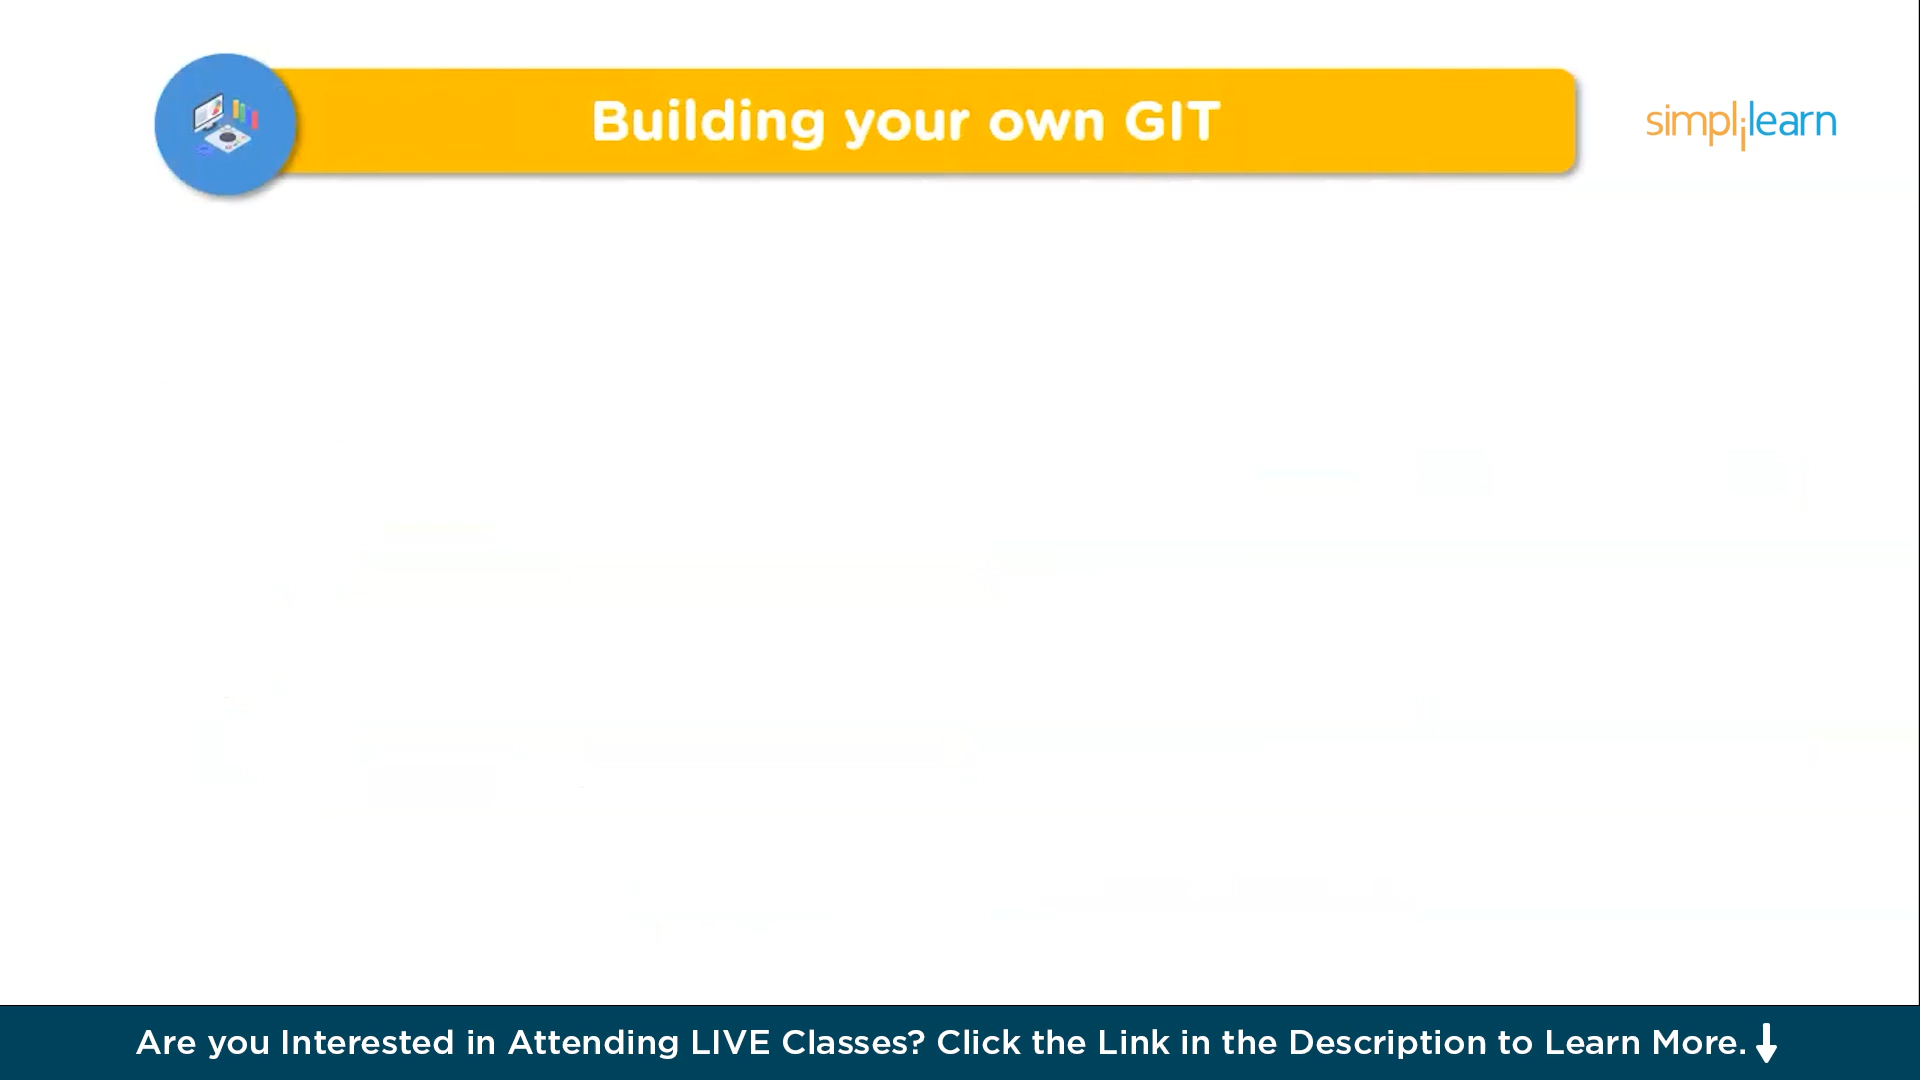 Building your own GIT
simplilearn
Are you Interested in Attending LIVE Classes? Click the Link in the Description to Learn More.